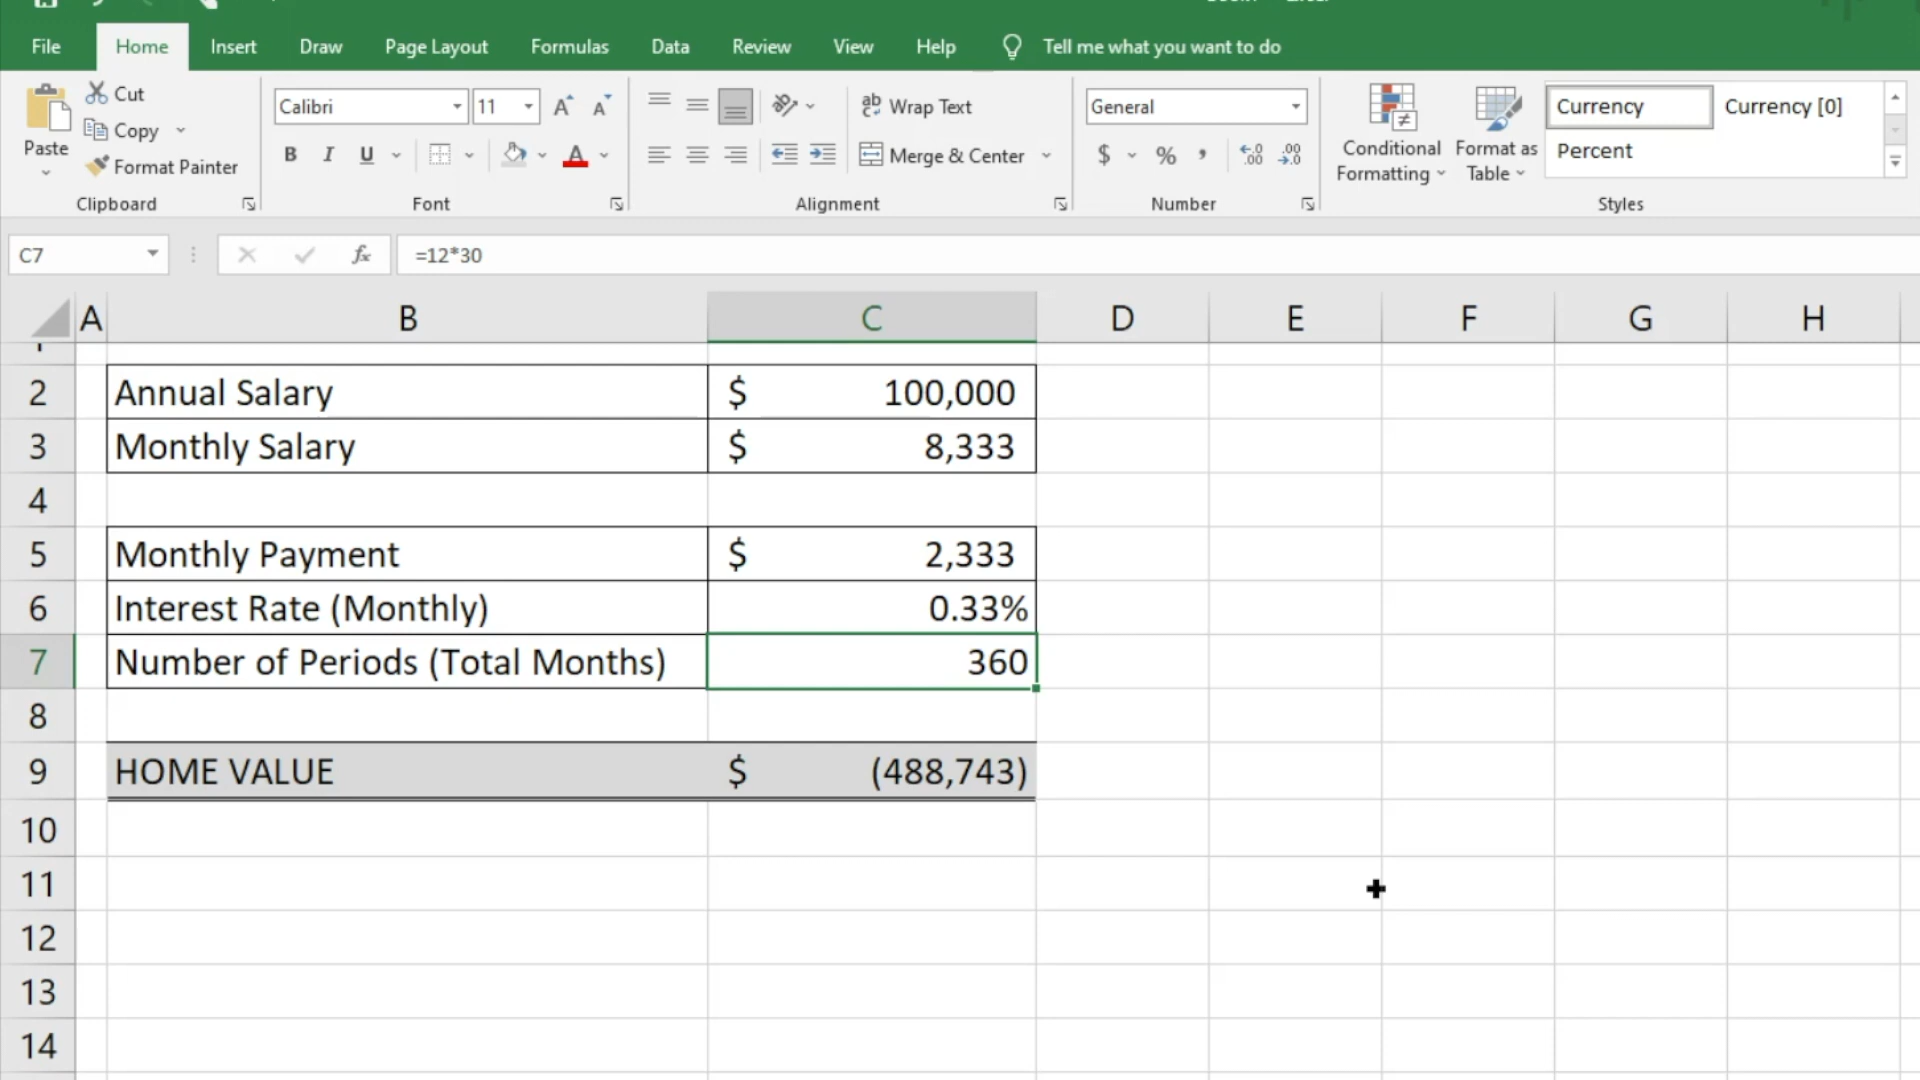 File Home Insert Draw Page Layout Formulas Data Review View Help Tell me what you want to do
Paste
Cut
Copy
Format Painter
Clipboard
Calibri 11
B I U
Font
ab Wrap Text
Merge & Center
Alignment
General
$ % ,
Number
Conditional Formatting
Format as Table
Currency Currency [0]
Percent
Styles
C7 fx =12*30
A B C D E F G H
2 Annual Salary $ 100,000
3 Monthly Salary $ 8,333
4
5 Monthly Payment $ 2,333
6 Interest Rate (Monthly) 0.33%
7 Number of Periods (Total Months) 360
8
9 HOME VALUE $ (488,743)
10
11
12
13
14